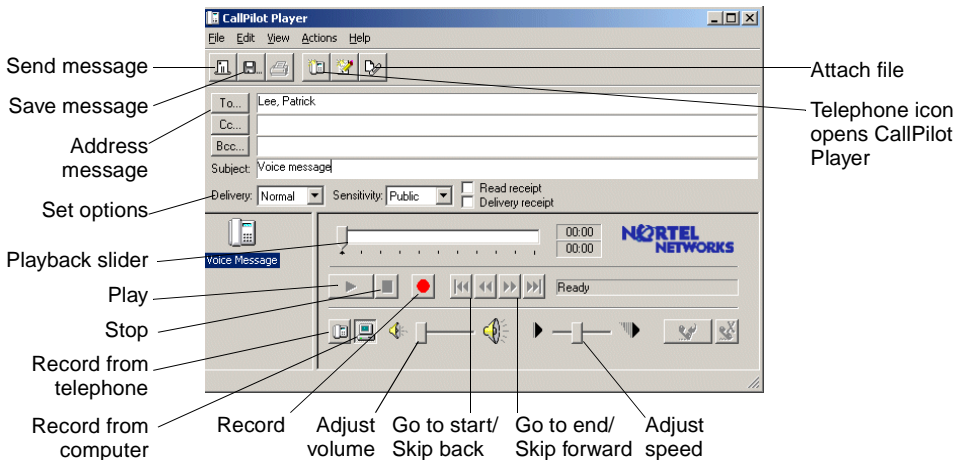 CallPilot Player
File Edit View Actions Help
Send message
Attach file
Save message
To... Lee, Patrick
Telephone icon
opens CallPilot
Player
Cc...
Address
message
Bcc...
Subject: Voice message
Delivery: Normal Sensitivity: Public Read receipt
Delivery receipt
Set options
00:00
00:00
NORTEL
NETWORKS
Playback slider
Voice Message
Play
Ready
Stop
Record from
telephone
Record from
computer
Record
Adjust
volume
Go to start/
Skip back
Go to end/
Skip forward
Adjust
speed